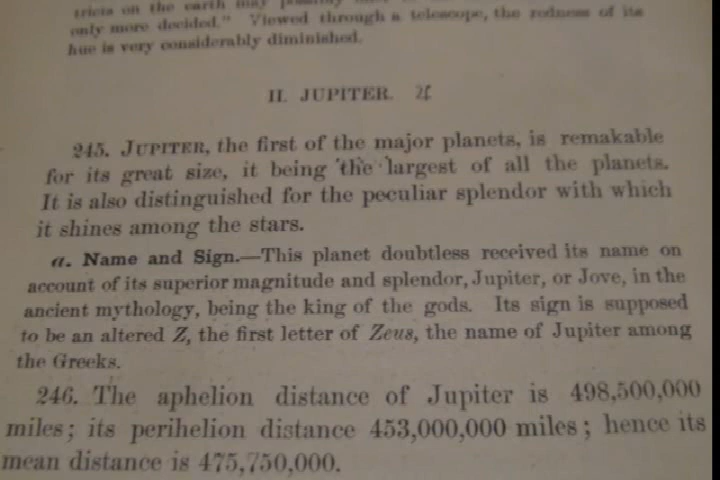 tricts on the earth may possibly
only more decided." Viewed through a telescope, the redness of its
hue is very considerably diminished.
II. JUPITER. ♃
245. JUPITER, the first of the major planets, is remakable
for its great size, it being the largest of all the planets.
It is also distinguished for the peculiar splendor with which
it shines among the stars.
a. Name and Sign.—This planet doubtless received its name on
account of its superior magnitude and splendor, Jupiter, or Jove, in the
ancient mythology, being the king of the gods. Its sign is supposed
to be an altered Z, the first letter of Zeus, the name of Jupiter among
the Greeks.
246. The aphelion distance of Jupiter is 498,500,000
miles; its perihelion distance 453,000,000 miles; hence its
mean distance is 475,750,000.